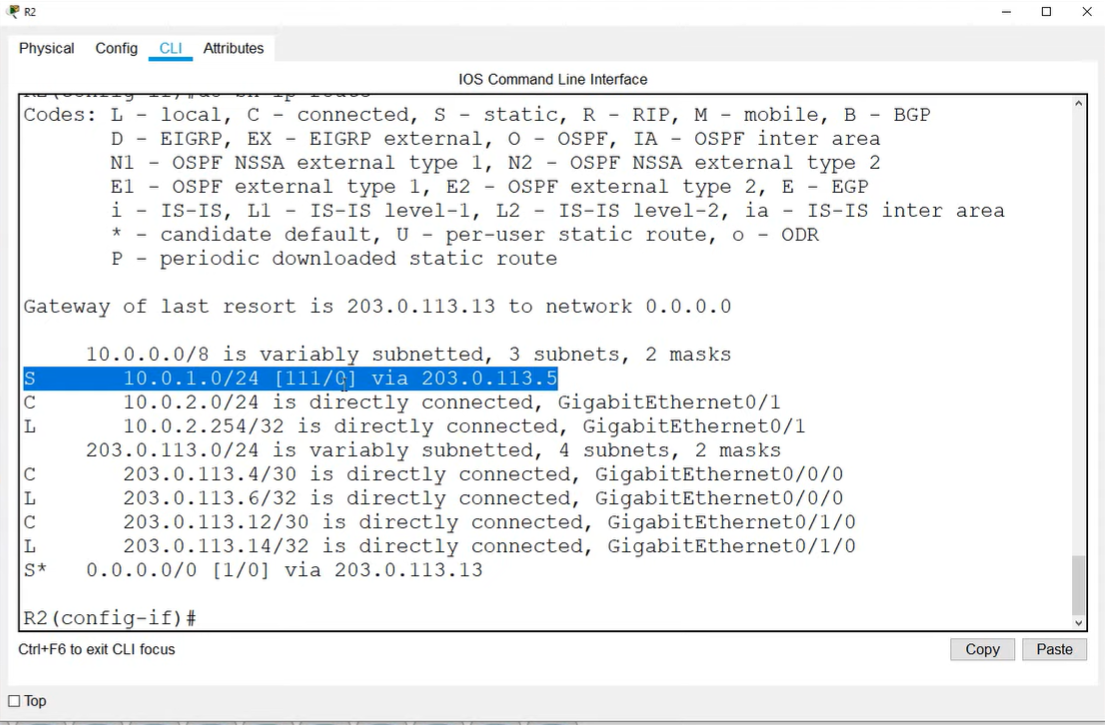 R2
Physical Config CLI Attributes
IOS Command Line Interface
Codes: L - local, C - connected, S - static, R - RIP, M - mobile, B - BGP
D - EIGRP, EX - EIGRP external, O - OSPF, IA - OSPF inter area
N1 - OSPF NSSA external type 1, N2 - OSPF NSSA external type 2
E1 - OSPF external type 1, E2 - OSPF external type 2, E - EGP
i - IS-IS, L1 - IS-IS level-1, L2 - IS-IS level-2, ia - IS-IS inter area
* - candidate default, U - per-user static route, o - ODR
P - periodic downloaded static route
Gateway of last resort is 203.0.113.13 to network 0.0.0.0
10.0.0.0/8 is variably subnetted, 3 subnets, 2 masks
S 10.0.1.0/24 [111/0] via 203.0.113.5
C 10.0.2.0/24 is directly connected, GigabitEthernet0/1
L 10.0.2.254/32 is directly connected, GigabitEthernet0/1
203.0.113.0/24 is variably subnetted, 4 subnets, 2 masks
C 203.0.113.4/30 is directly connected, GigabitEthernet0/0/0
L 203.0.113.6/32 is directly connected, GigabitEthernet0/0/0
C 203.0.113.12/30 is directly connected, GigabitEthernet0/1/0
L 203.0.113.14/32 is directly connected, GigabitEthernet0/1/0
S* 0.0.0.0/0 [1/0] via 203.0.113.13
R2(config-if)#
Ctrl+F6 to exit CLI focus
Copy Paste
Top